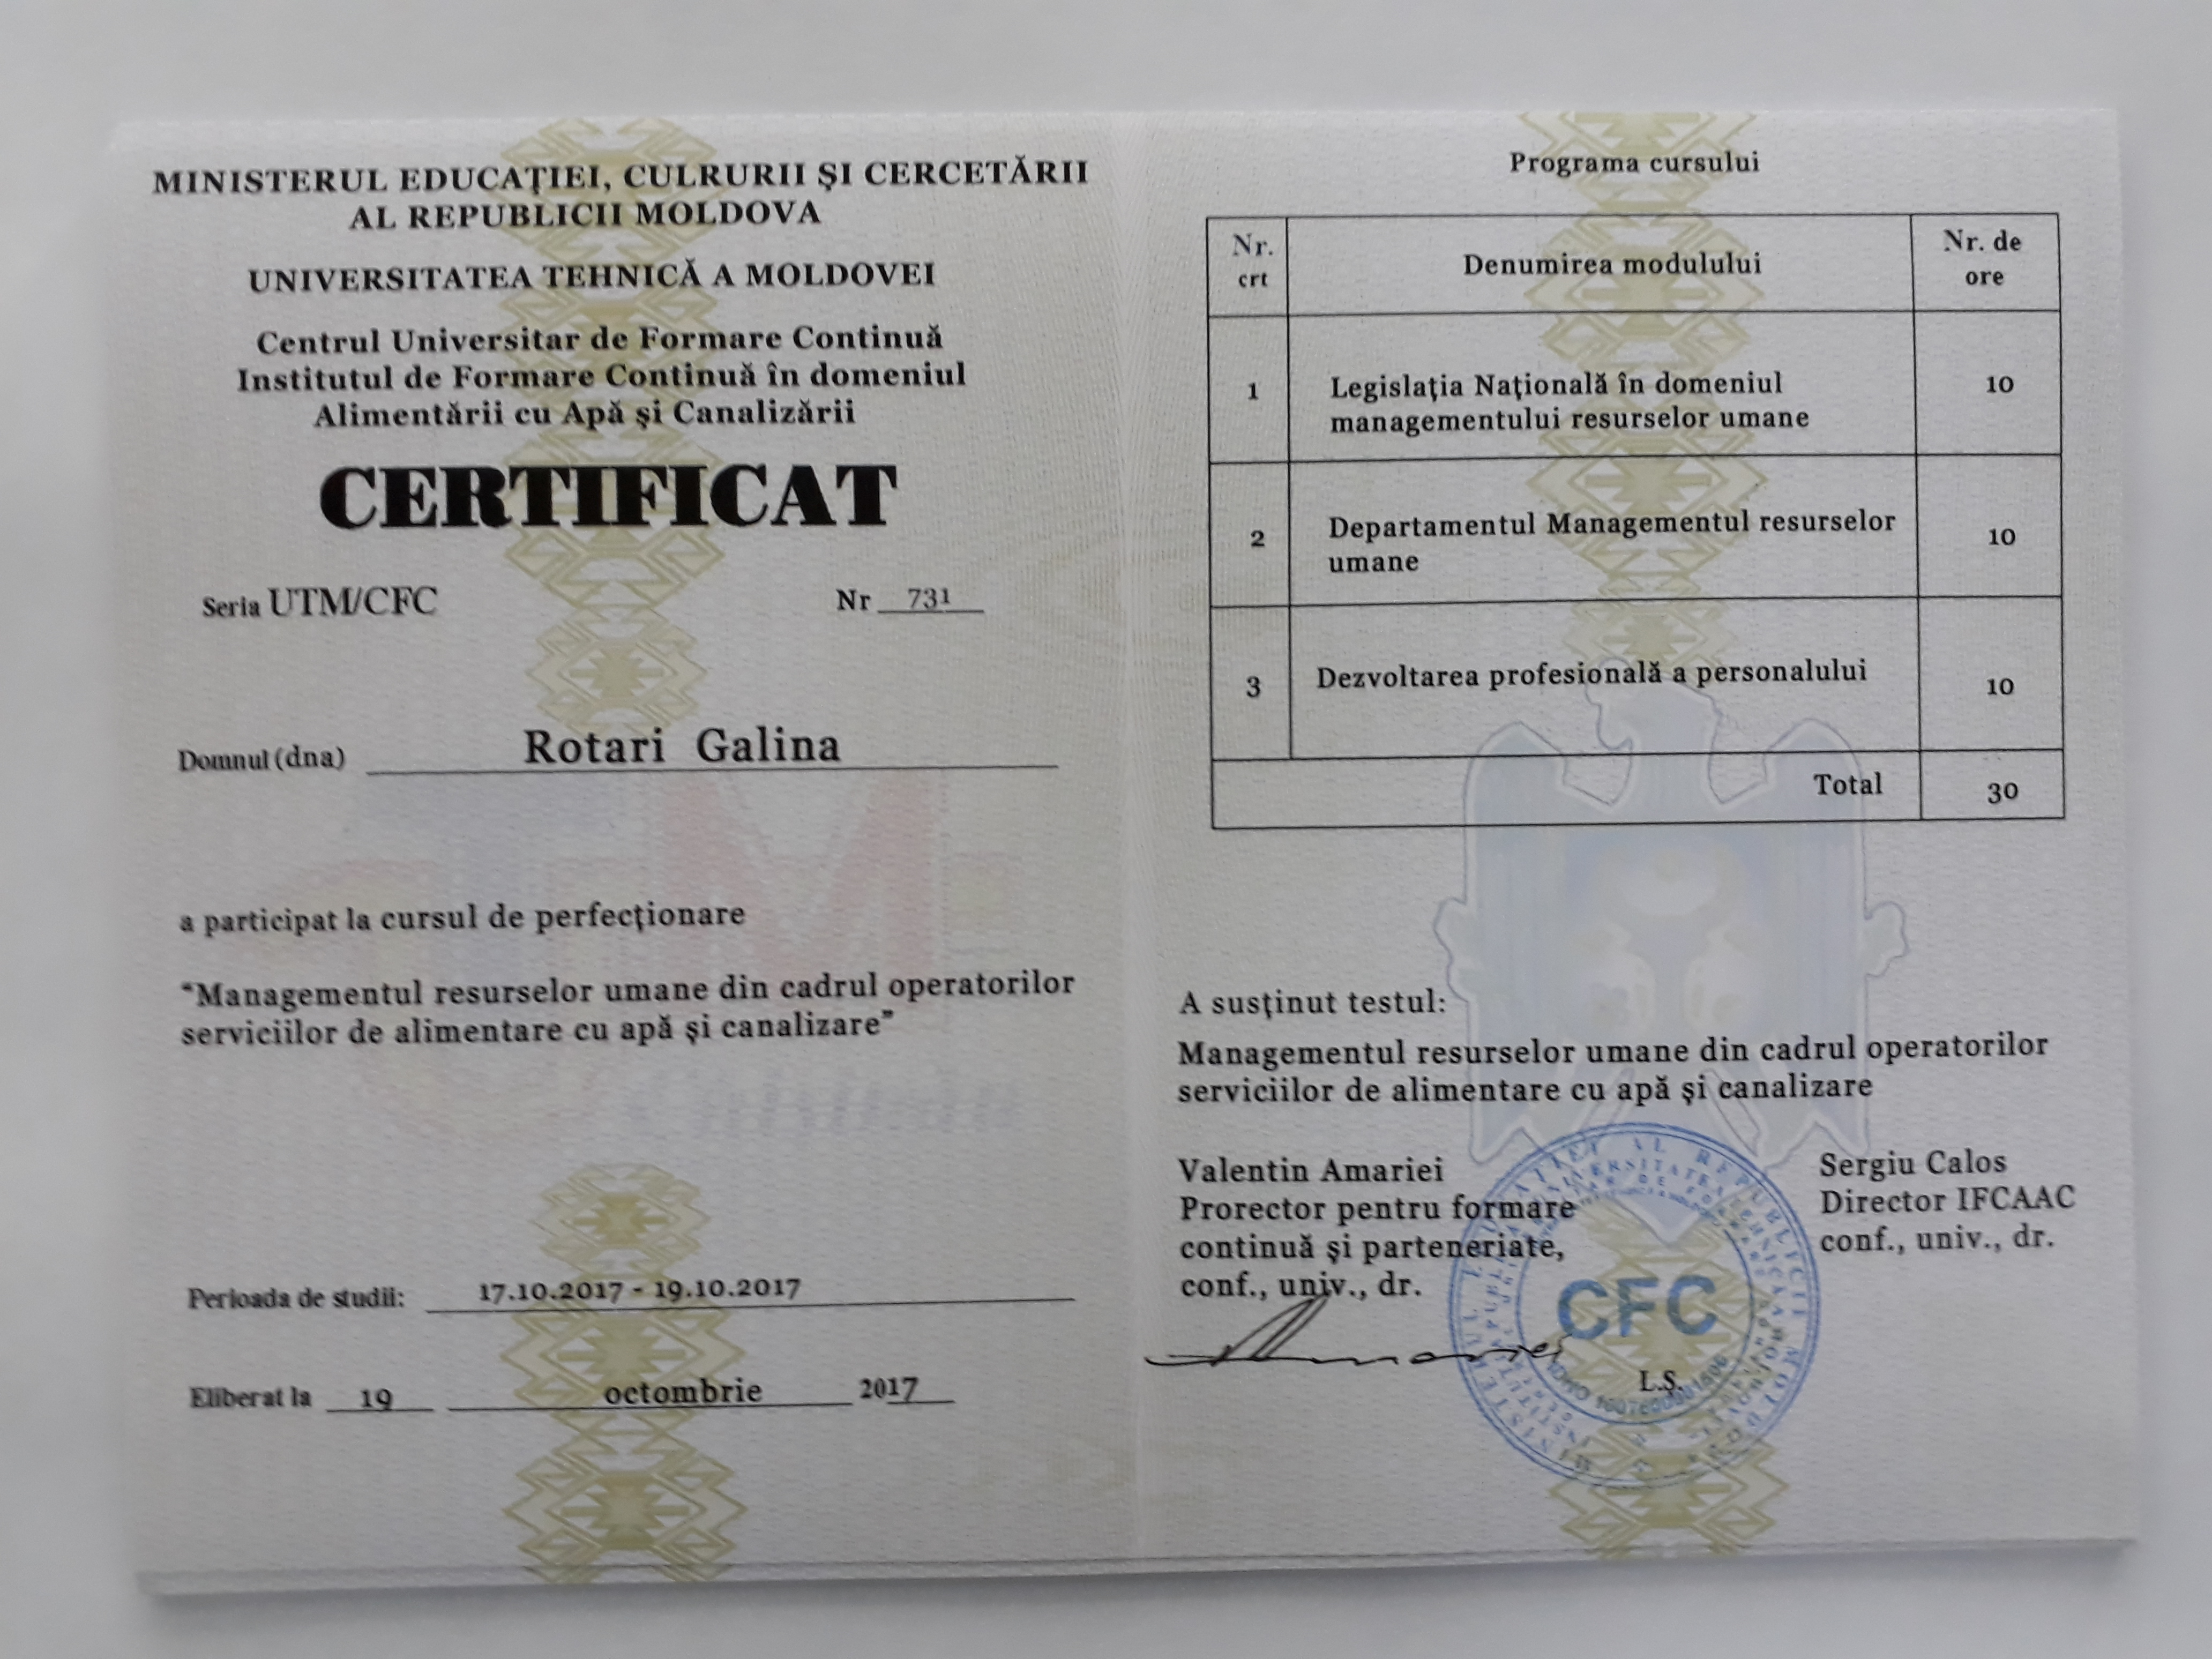 MINISTERUL EDUCAŢIEI, CULRURII ŞI CERCETĂRII
AL REPUBLICII MOLDOVA
UNIVERSITATEA TEHNICĂ A MOLDOVEI
Centrul Universitar de Formare Continuă
Institutul de Formare Continuă în domeniul
Alimentării cu Apă şi Canalizării
CERTIFICAT
Seria UTM/CFC Nr 731
Domnul (dna) Rotari Galina
a participat la cursul de perfecţionare
“Managementul resurselor umane din cadrul operatorilor
serviciilor de alimentare cu apă şi canalizare”
Perioada de studii: 17.10.2017 - 19.10.2017
Eliberat la 19 octombrie 2017
Programa cursului
Nr. crt Denumirea modulului Nr. de ore
1 Legislaţia Naţională în domeniul 10
managementului resurselor umane
2 Departamentul Managementul resurselor 10
umane
3 Dezvoltarea profesională a personalului 10
Total 30
A susţinut testul:
Managementul resurselor umane din cadrul operatorilor
serviciilor de alimentare cu apă şi canalizare
Valentin Amariei
Prorector pentru formare
continuă şi parteneriate,
conf., univ., dr.
Sergiu Calos
Director IFCAAC
conf., univ., dr.
CFC
L.Ş.